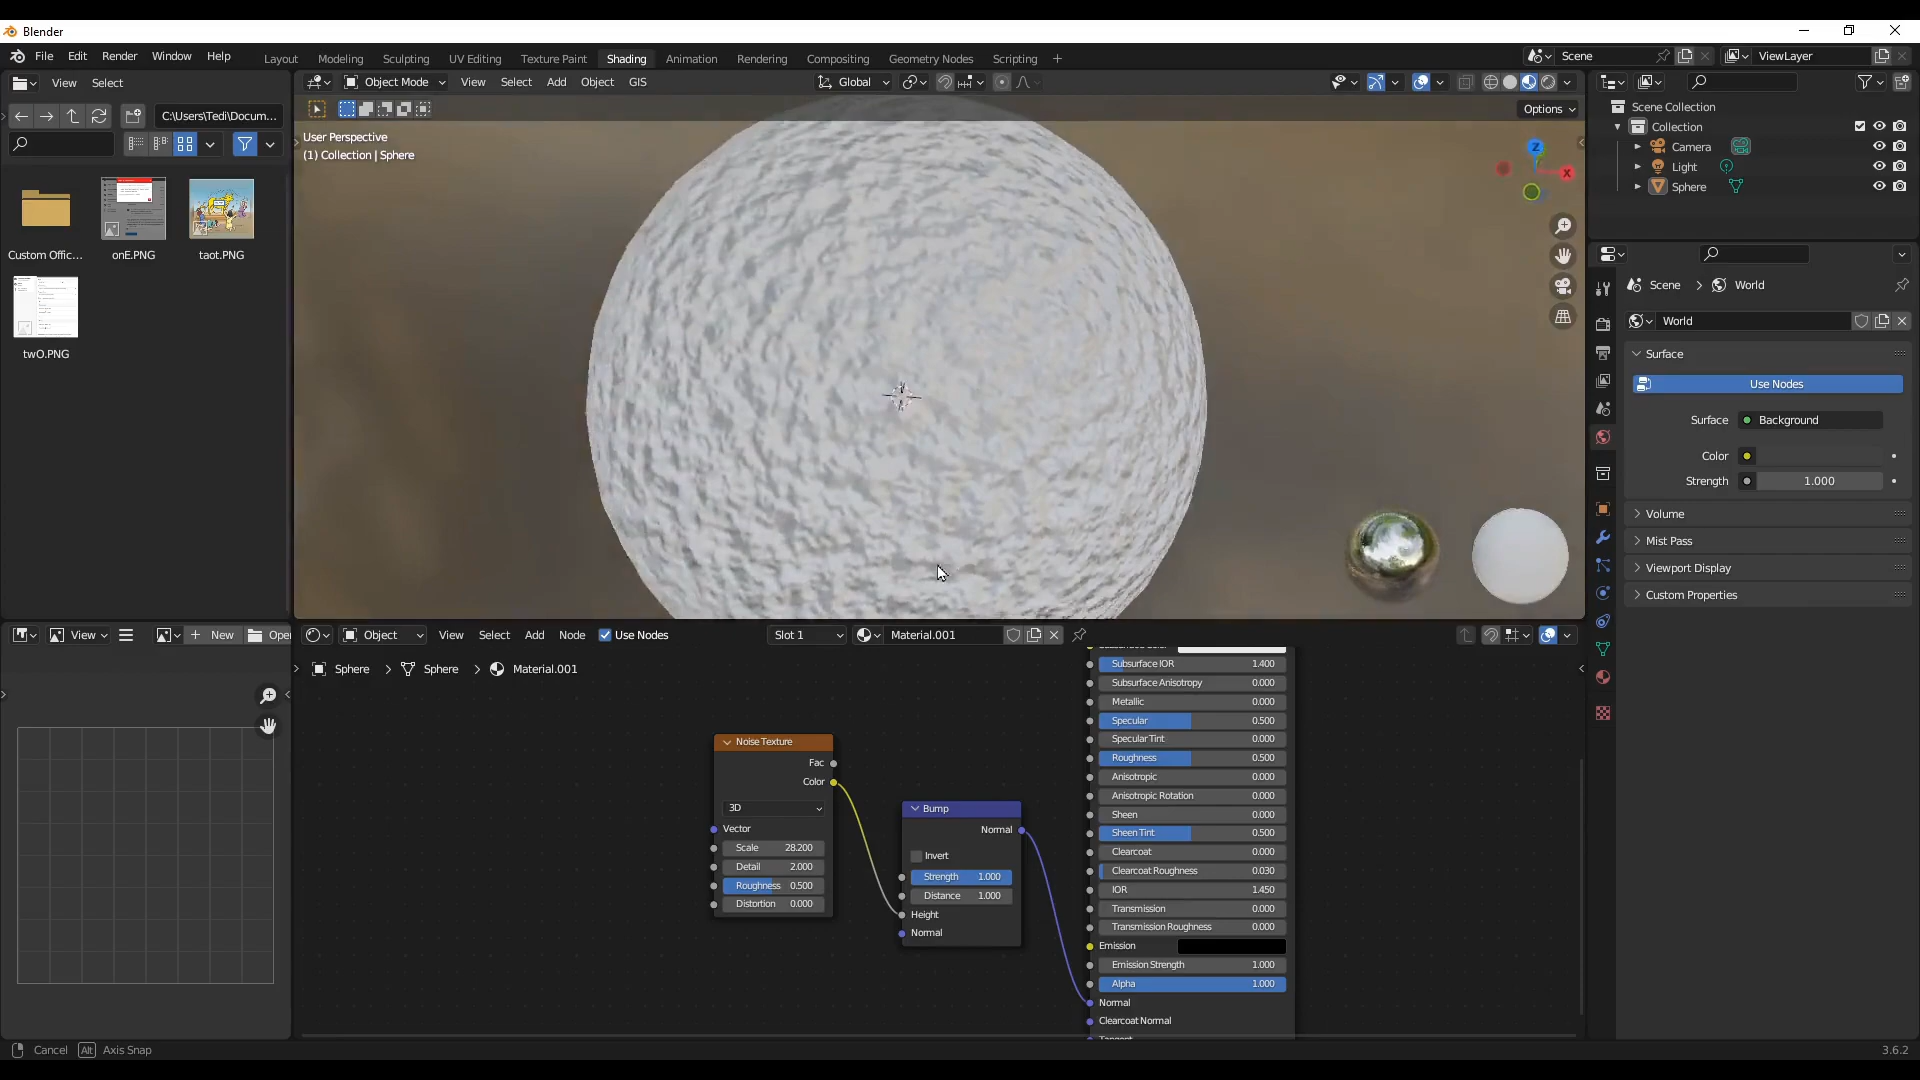 Blender
File Edit Render Window Help
Layout Modeling Sculpting UV Editing Texture Paint Shading Animation Rendering Compositing Geometry Nodes Scripting +
Scene
ViewLayer
View Select
Object Mode View Select Add Object GIS
Global
C:\Users\Tedi\Docum...
Options
User Perspective
(1) Collection | Sphere
Z
X
Custom Offic...
onE.PNG
taot.PNG
twO.PNG
Scene Collection
Collection
Camera
Light
Sphere
Scene > World
World
Surface
Use Nodes
Surface Background
Color
Strength 1.000
Volume
Mist Pass
Viewport Display
Custom Properties
View + New Open
Object View Select Add Node Use Nodes
Slot 1
Material.001
Sphere > Sphere > Material.001
Noise Texture
Fac
Color
3D
Vector
Scale 28.200
Detail 2.000
Roughness 0.500
Distortion 0.000
Bump
Normal
Invert
Strength 1.000
Distance 1.000
Height
Normal
Subsurface IOR 1.400
Subsurface Anisotropy 0.000
Metallic 0.000
Specular 0.500
Specular Tint 0.000
Roughness 0.500
Anisotropic 0.000
Anisotropic Rotation 0.000
Sheen 0.000
Sheen Tint 0.500
Clearcoat 0.000
Clearcoat Roughness 0.030
IOR 1.450
Transmission 0.000
Transmission Roughness 0.000
Emission
Emission Strength 1.000
Alpha 1.000
Normal
Clearcoat Normal
Cancel Alt Axis Snap
3.6.2